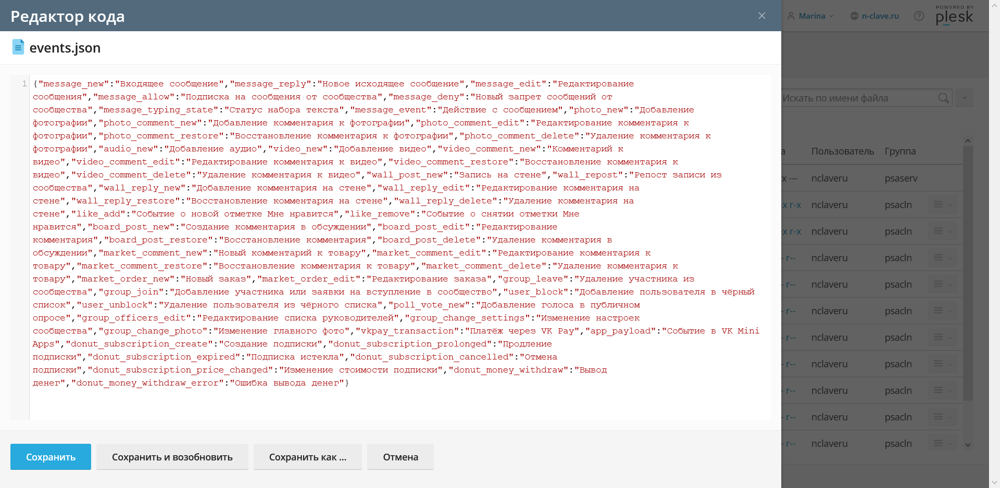 Редактор кода
Marina
n-clave.ru
POWERED BY
plesk
events.json
Искать по имени файла
1
{"message_new":"Входящее сообщение","message_reply":"Новое исходящее сообщение","message_edit":"Редактирование
сообщения","message_allow":"Подписка на сообщения от сообщества","message_deny":"Новый запрет сообщений от
сообщества","message_typing_state":"Статус набора текста","message_event":"Действие с сообщением","photo_new":"Добавление
фотографии","photo_comment_new":"Добавление комментария к фотографии","photo_comment_edit":"Редактирование комментария к
фотографии","photo_comment_restore":"Восстановление комментария к фотографии","photo_comment_delete":"Удаление комментария к
фотографии","audio_new":"Добавление аудио","video_new":"Добавление видео","video_comment_new":"Комментарий к
видео","video_comment_edit":"Редактирование комментария к видео","video_comment_restore":"Восстановление комментария к
видео","video_comment_delete":"Удаление комментария к видео","wall_post_new":"Запись на стене","wall_repost":"Репост записи из
сообщества","wall_reply_new":"Добавление комментария на стене","wall_reply_edit":"Редактирование комментария на
стене","wall_reply_restore":"Восстановление комментария на стене","wall_reply_delete":"Удаление комментария на
стене","like_add":"Событие о новой отметке Мне нравится","like_remove":"Событие о снятии отметки Мне
нравится","board_post_new":"Создание комментария в обсуждении","board_post_edit":"Редактирование
комментария","board_post_restore":"Восстановление комментария","board_post_delete":"Удаление комментария в
обсуждении","market_comment_new":"Новый комментарий к товару","market_comment_edit":"Редактирование комментария к
товару","market_comment_restore":"Восстановление комментария к товару","market_comment_delete":"Удаление комментария к
товару","market_order_new":"Новый заказ","market_order_edit":"Редактирование заказа","group_leave":"Удаление участника из
сообщества","group_join":"Добавление участника или заявки на вступление в сообщество","user_block":"Добавление пользователя в чёрный
список","user_unblock":"Удаление пользователя из чёрного списка","poll_vote_new":"Добавление голоса в публичном
опросе","group_officers_edit":"Редактирование списка руководителей","group_change_settings":"Изменение настроек
сообщества","group_change_photo":"Изменение главного фото","vkpay_transaction":"Платёж через VK Pay","app_payload":"Событие в VK Mini
Apps","donut_subscription_create":"Создание подписки","donut_subscription_prolonged":"Продление
подписки","donut_subscription_expired":"Подписка истекла","donut_subscription_cancelled":"Отмена
подписки","donut_subscription_price_changed":"Изменение стоимости подписки","donut_money_withdraw":"Вывод
денег","donut_money_withdraw_error":"Ошибка вывода денег"}
а Пользователь Группа
x --- nclaveru psaserv
-x r-x nclaveru psacln
-x r-x nclaveru psacln
- r-- nclaveru psacln
- r-- nclaveru psacln
- r-- nclaveru psacln
- r-- nclaveru psacln
- r-- nclaveru psacln
- r-- nclaveru psacln
- r-- nclaveru psacln
- r-- nclaveru psacln
Сохранить
Сохранить и возобновить
Сохранить как ...
Отмена